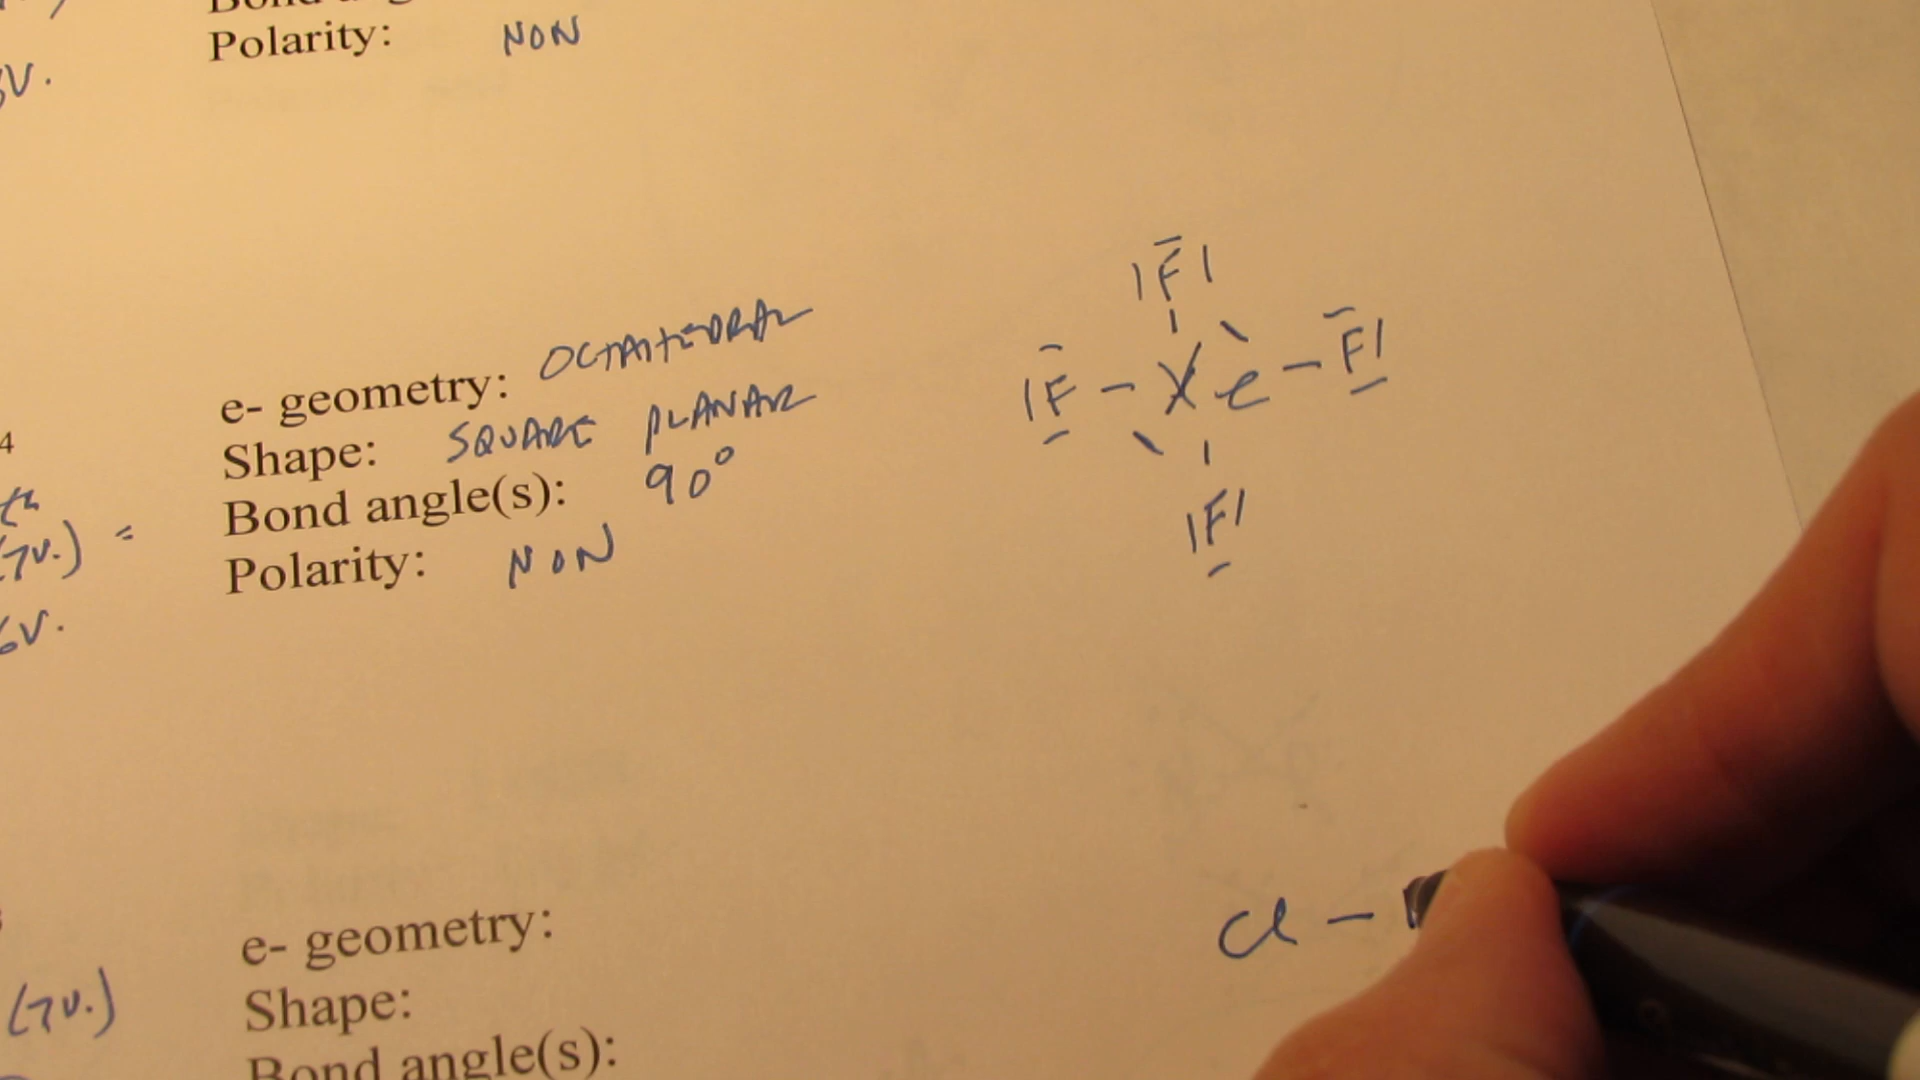 Polarity: NON
V.
e- geometry: OCTAHEDRAL
4
Shape: SQUARE PLANAR
th
Bond angle(s): 90°
(7V.) =
Polarity: NON
6V.
|F|
|F - Xe - F|
|F|
Cl -
e- geometry:
(7V.)
Shape:
Bond angle(s):